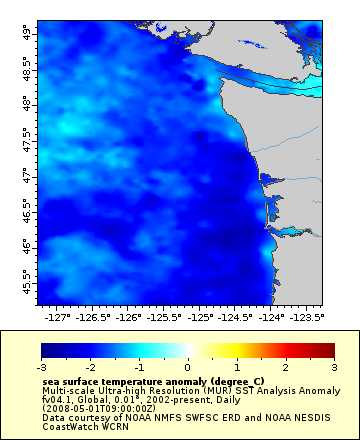 49°
48.5°
48°
47.5°
47°
46.5°
46°
45.5°
-127° -126.5° -126° -125.5° -125° -124.5° -124° -123.5°
-3 -2 -1 0 1 2 3
sea surface temperature anomaly (degree_C)
Multi-scale Ultra-high Resolution (MUR) SST Analysis Anomaly
fv04.1, Global, 0.01°, 2002-present, Daily
(2008-05-01T09:00:00Z)
Data courtesy of NOAA NMFS SWFSC ERD and NOAA NESDIS
CoastWatch WCRN